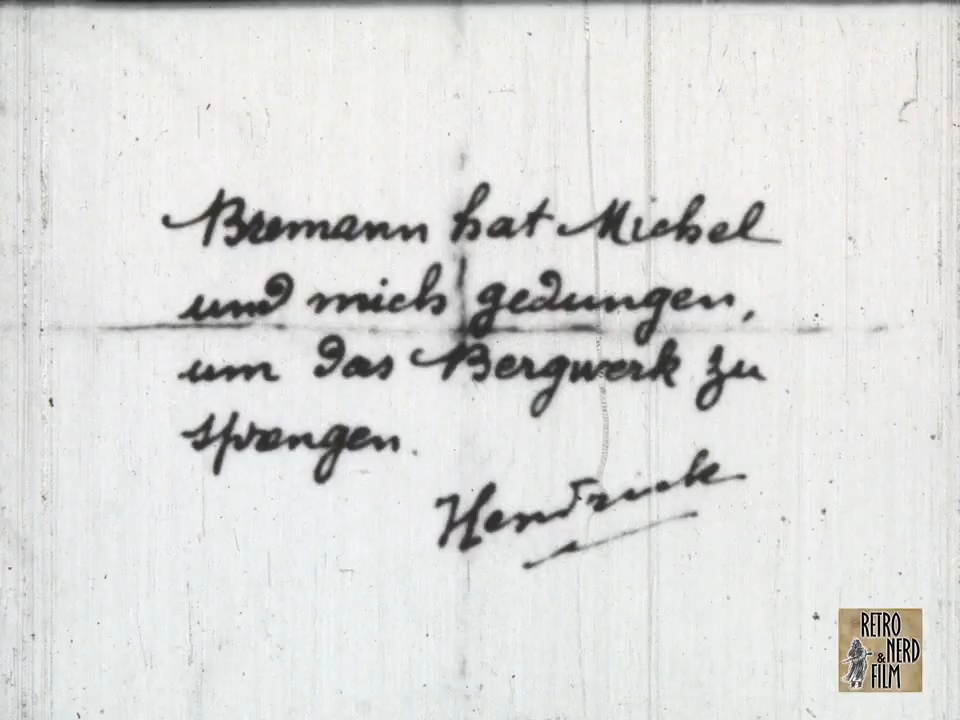 Bremann hat Michel
und mich gedungen,
um das Bergwerk zu
sprengen.
Hendrick
RETRO
& NERD
FILM